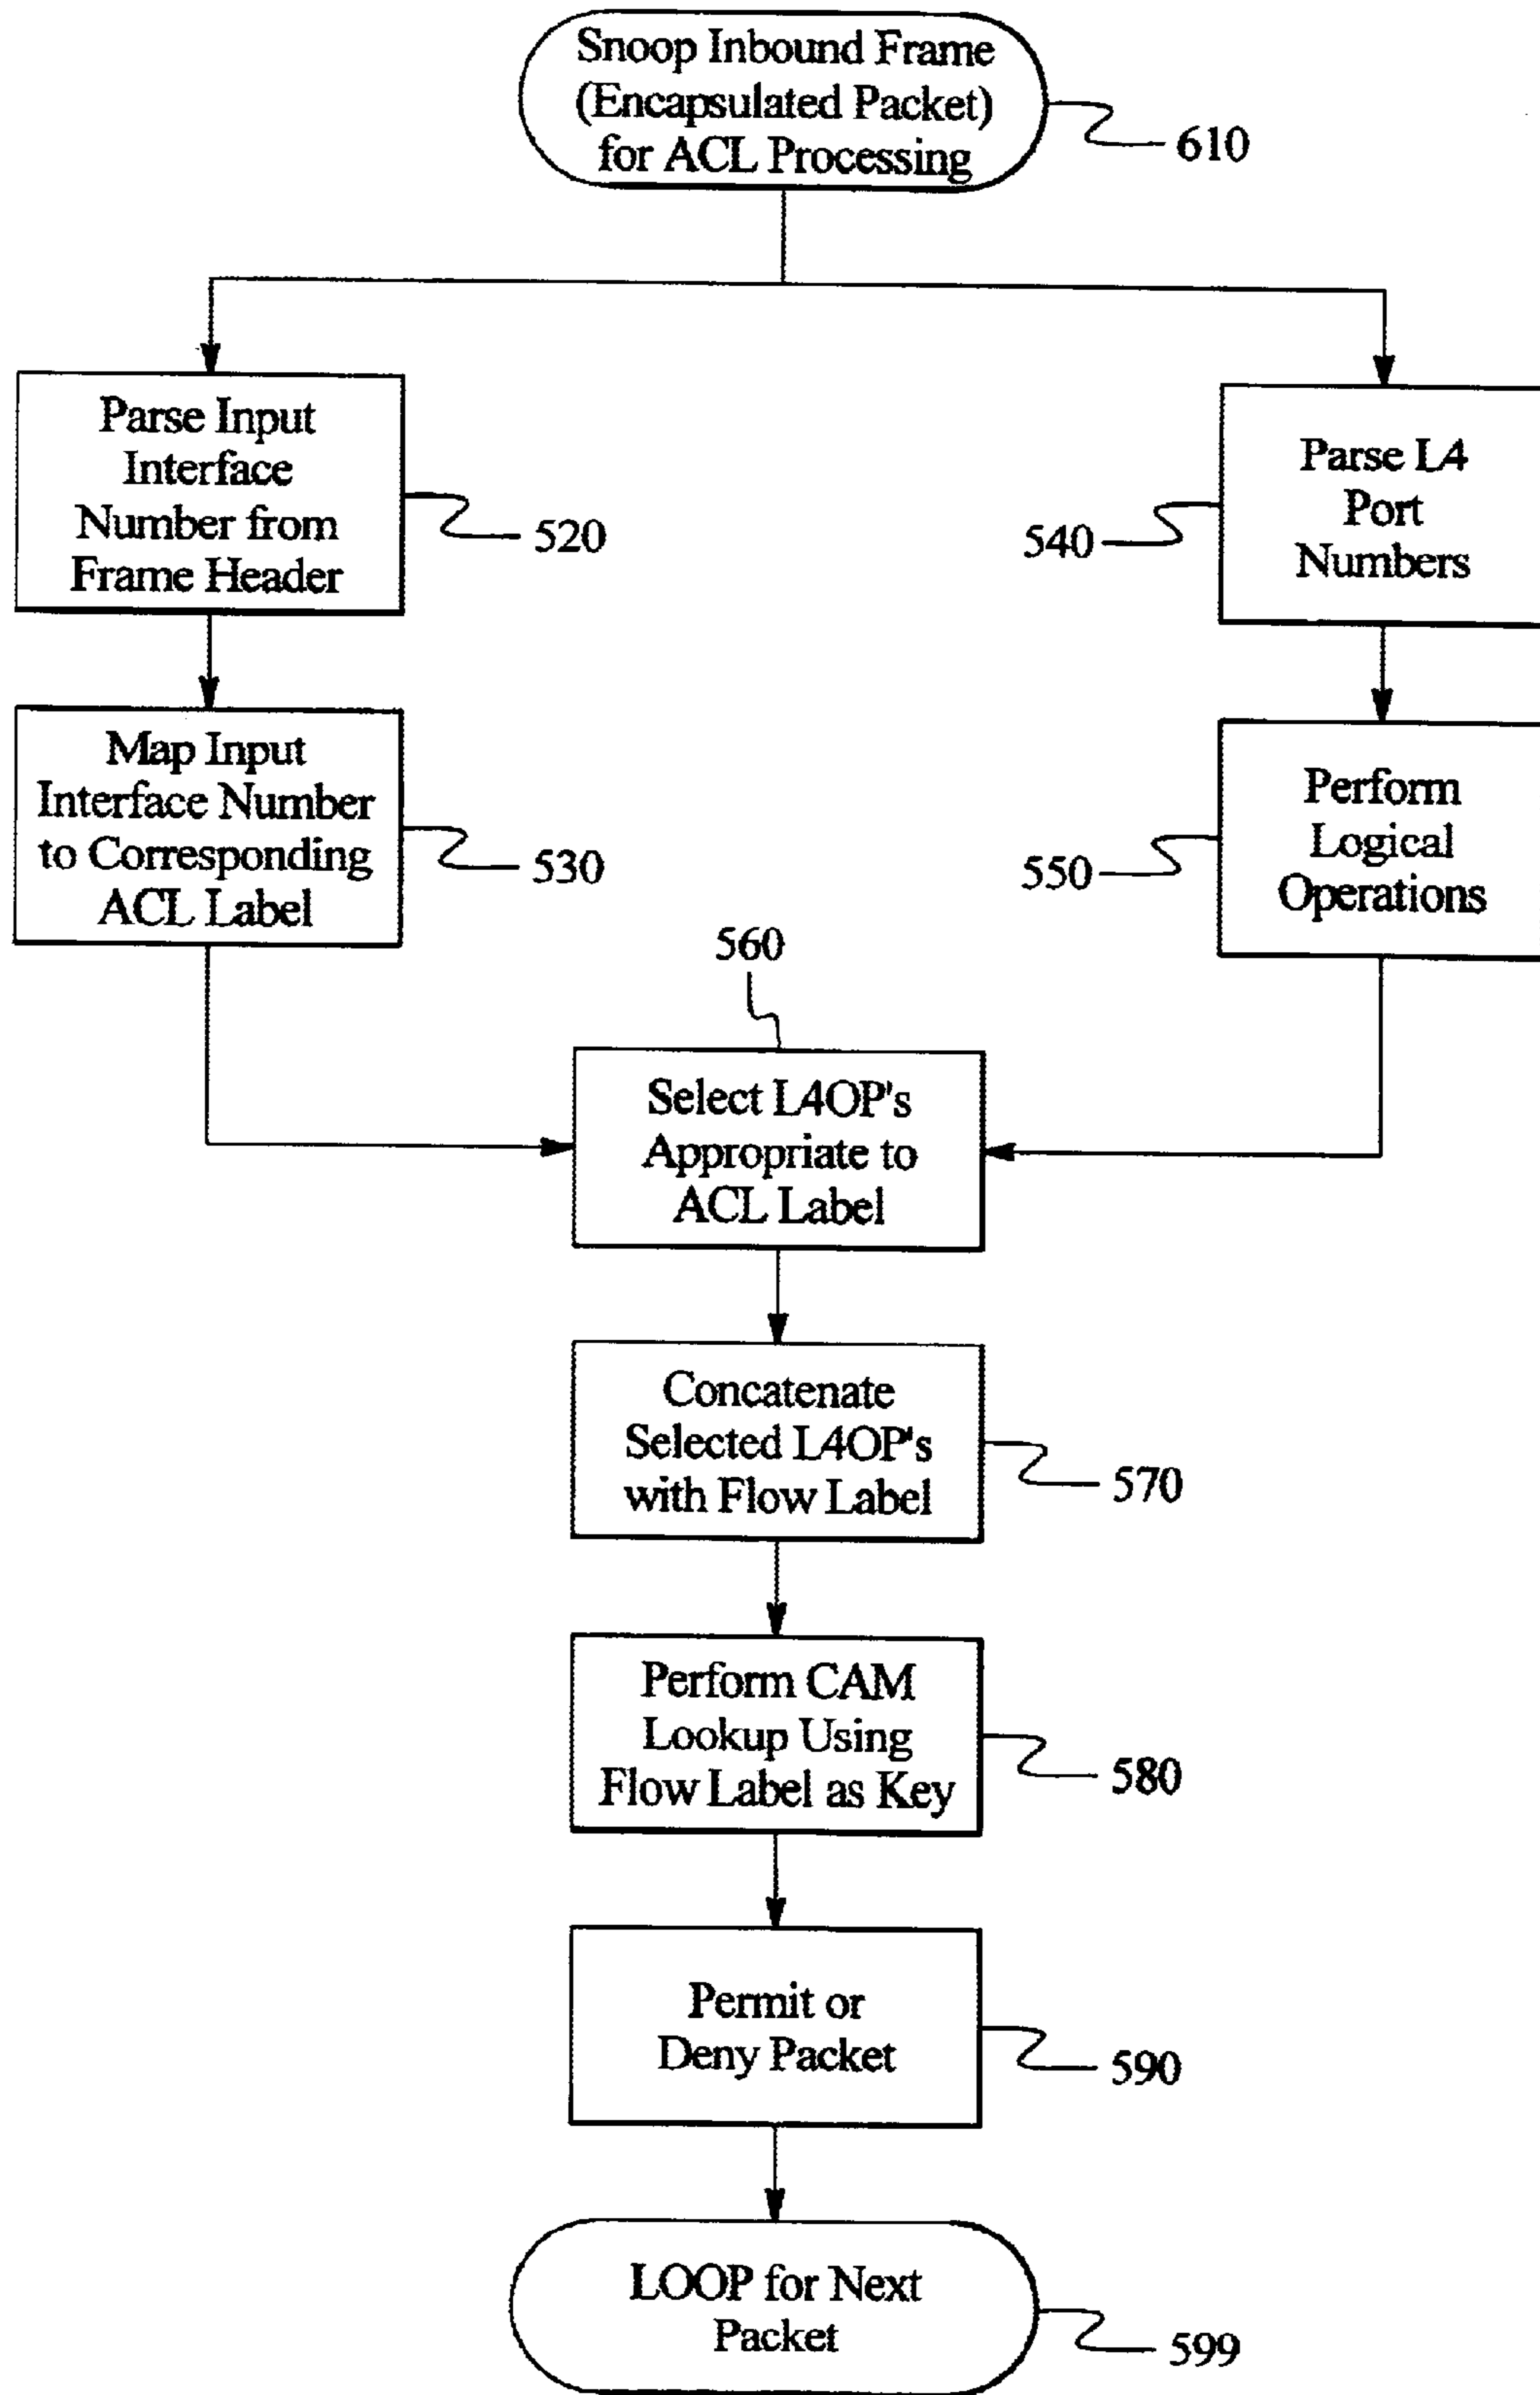 Snoop Inbound Frame
(Encapsulated Packet)
for ACL Processing
610
Parse Input
Interface
Number from
Frame Header
520
Parse L4
Port
Numbers
540
Map Input
Interface Number
to Corresponding
ACL Label
530
Perform
Logical
Operations
550
560
Select L4OP's
Appropriate to
ACL Label
Concatenate
Selected L4OP's
with Flow Label
570
Perform CAM
Lookup Using
Flow Label as Key
580
Permit or
Deny Packet
590
LOOP for Next
Packet
599